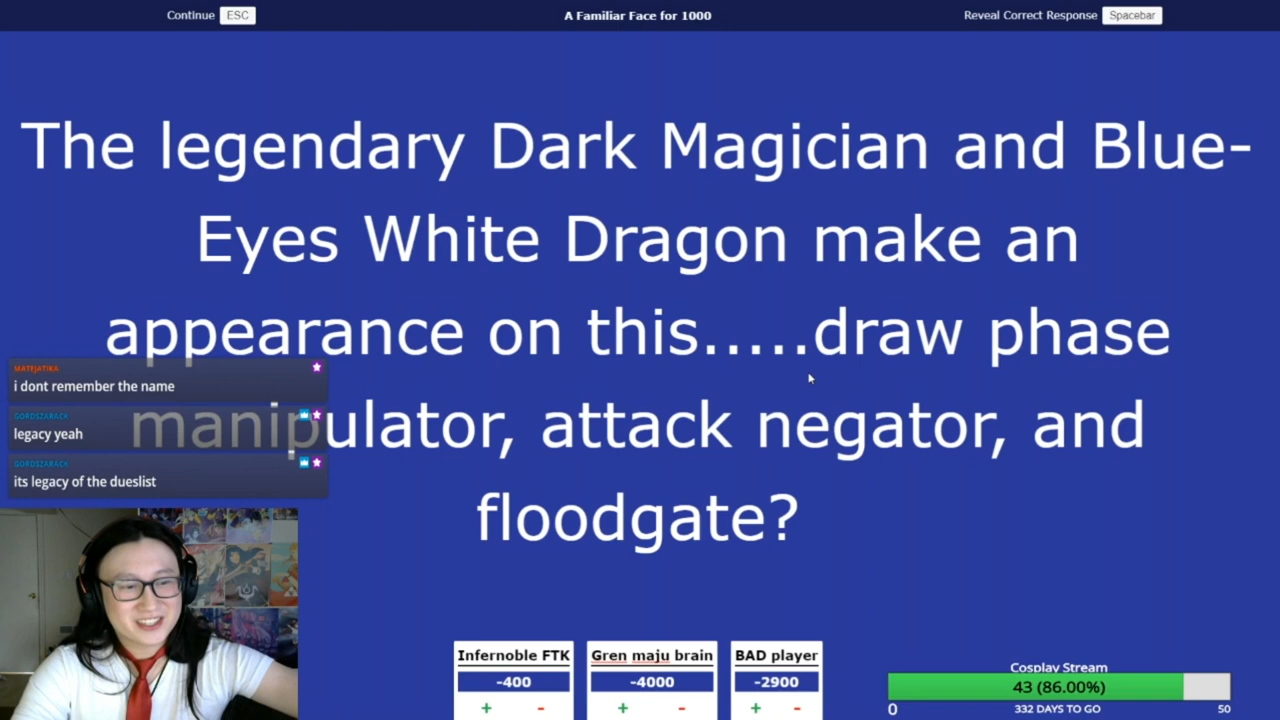 Continue ESC
A Familiar Face for 1000
Reveal Correct Response Spacebar
The legendary Dark Magician and Blue-
Eyes White Dragon make an
appearance on this.....draw phase
manipulator, attack negator, and
floodgate?
MATEJATIKA
i dont remember the name
GORDSZARACK
legacy yeah
GORDSZARACK
its legacy of the dueslist
Infernoble FTK
-400
+ -
Gren maju brain
-4000
+ -
BAD player
-2900
+ -
Cosplay Stream
43 (86.00%)
0 332 DAYS TO GO 50